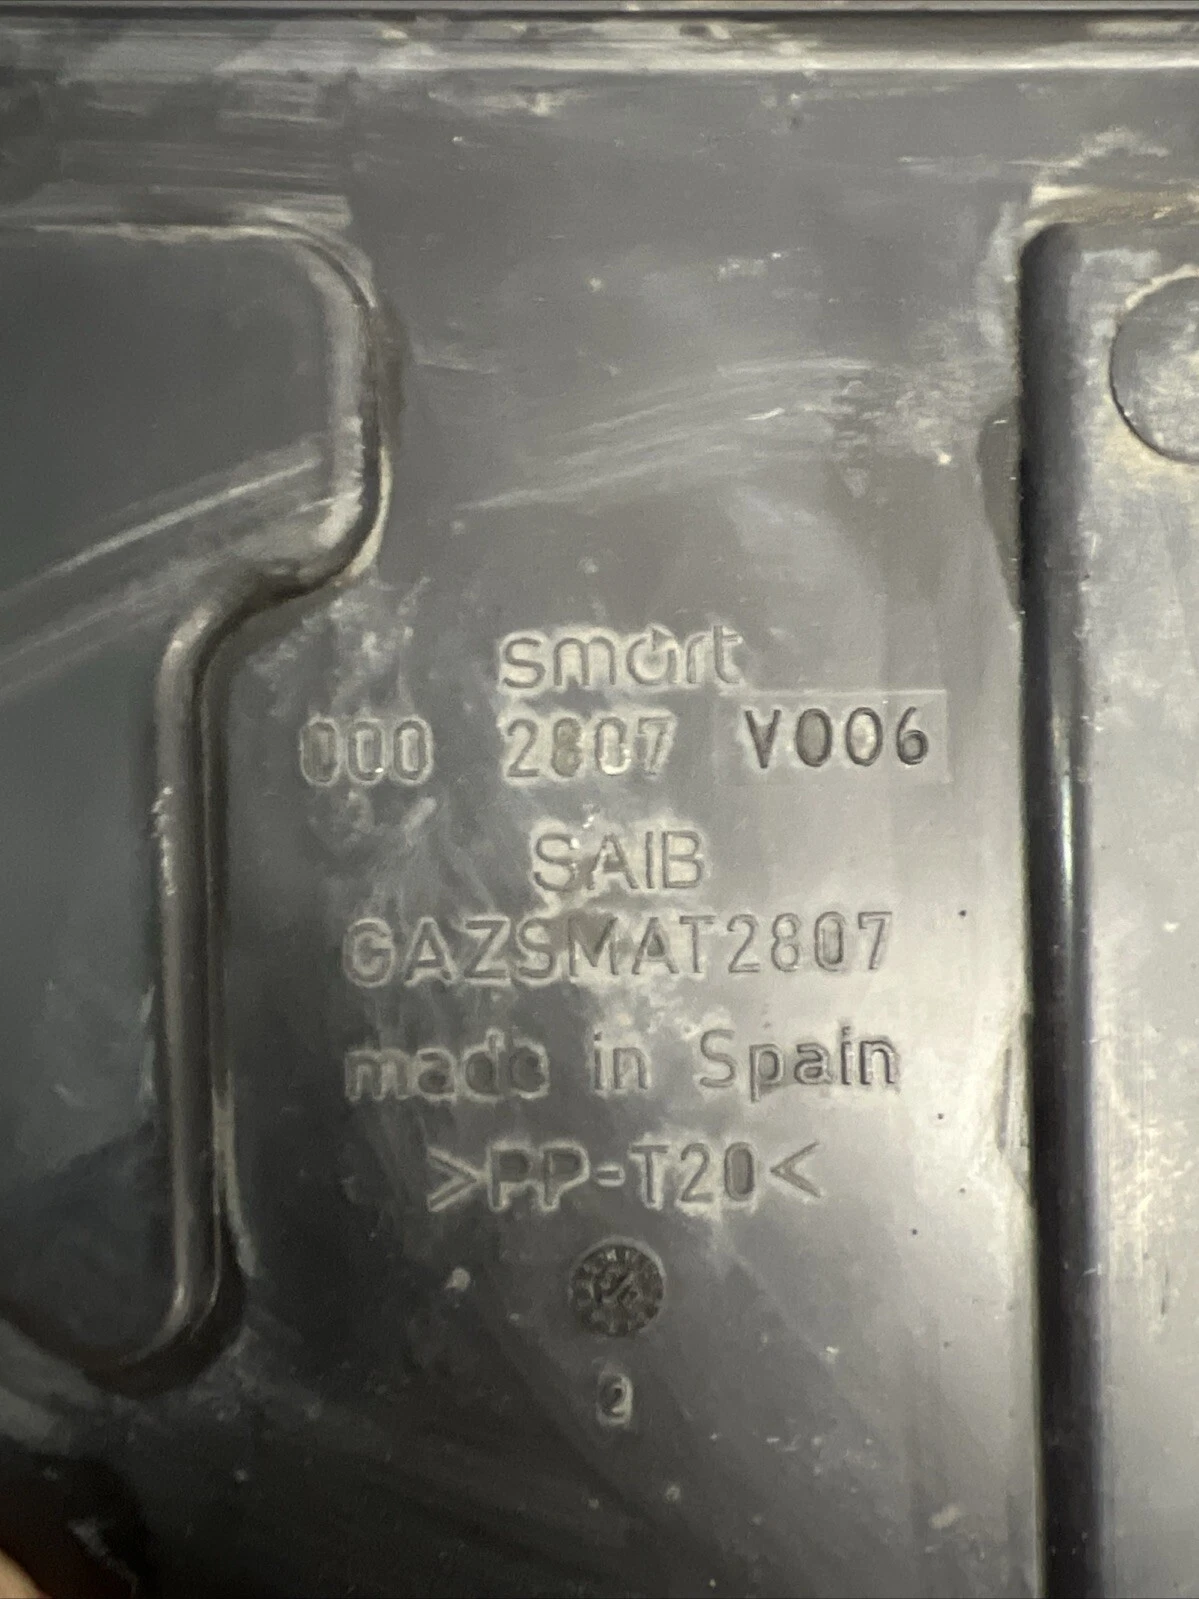 smart
000 2807 V006
SAIB
GAZSMAT2807
made in Spain
>PP-T20<
2